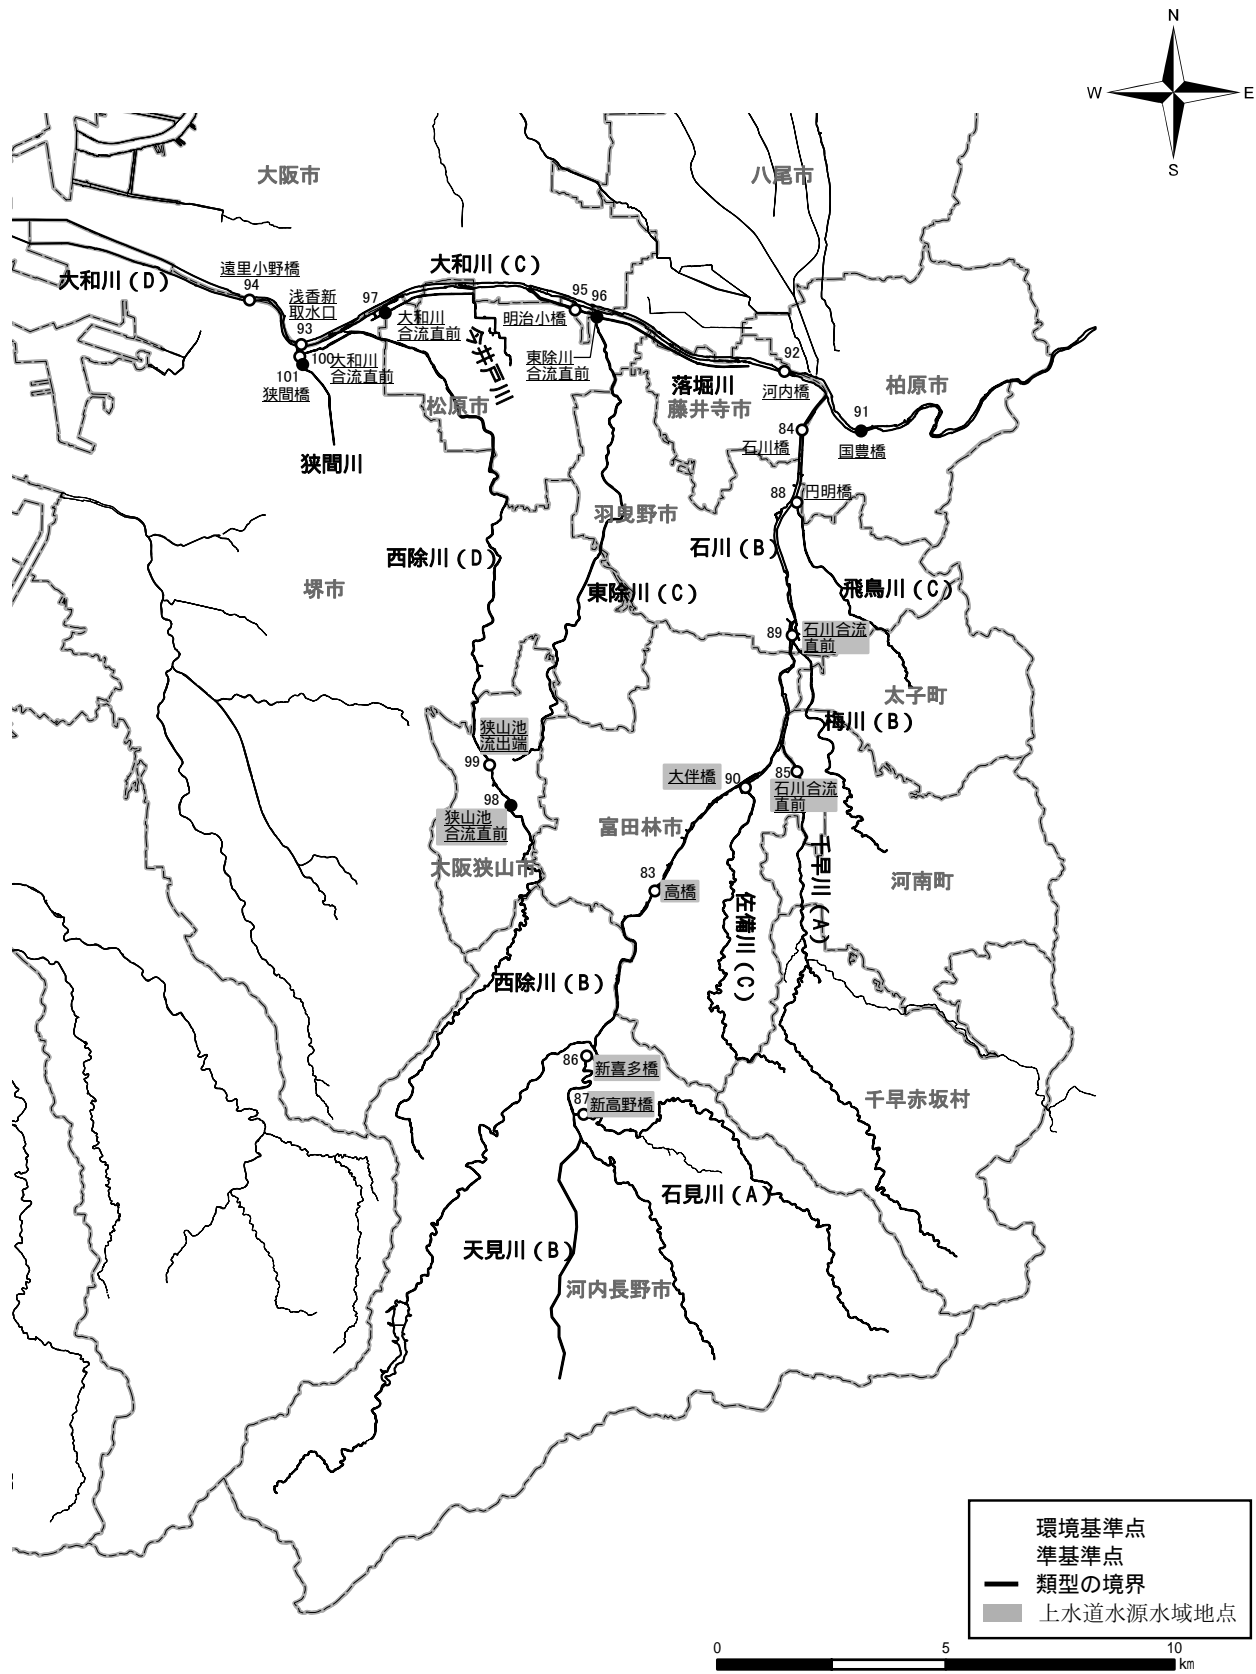 N
W
E
S
大阪市
八尾市
大和川(D)
遠里小野橋
94
大和川(C)
浅香新
取水口
93
97
大和川
合流直前
95
96
明治小橋
東除川
合流直前
今井戸川
100
大和川
合流直前
101
狭間橋
松原市
92
河内橋
落堀川
藤井寺市
柏原市
91
国豊橋
84
石川橋
狭間川
88
円明橋
羽曳野市
石川(B)
西除川(D)
堺市
東除川(C)
飛鳥川(C)
89
石川合流
直前
太子町
梅川(B)
狭山池
流出端
99
98
狭山池
合流直前
大阪狭山市
大伴橋
90
85
石川合流
直前
富田林市
千早川(A)
83
高橋
河南町
佐備川(C)
西除川(B)
86
新喜多橋
87
新高野橋
千早赤坂村
石見川(A)
天見川(B)
河内長野市
環境基準点
準基準点
類型の境界
上水道水源水域地点
0
5
10
km